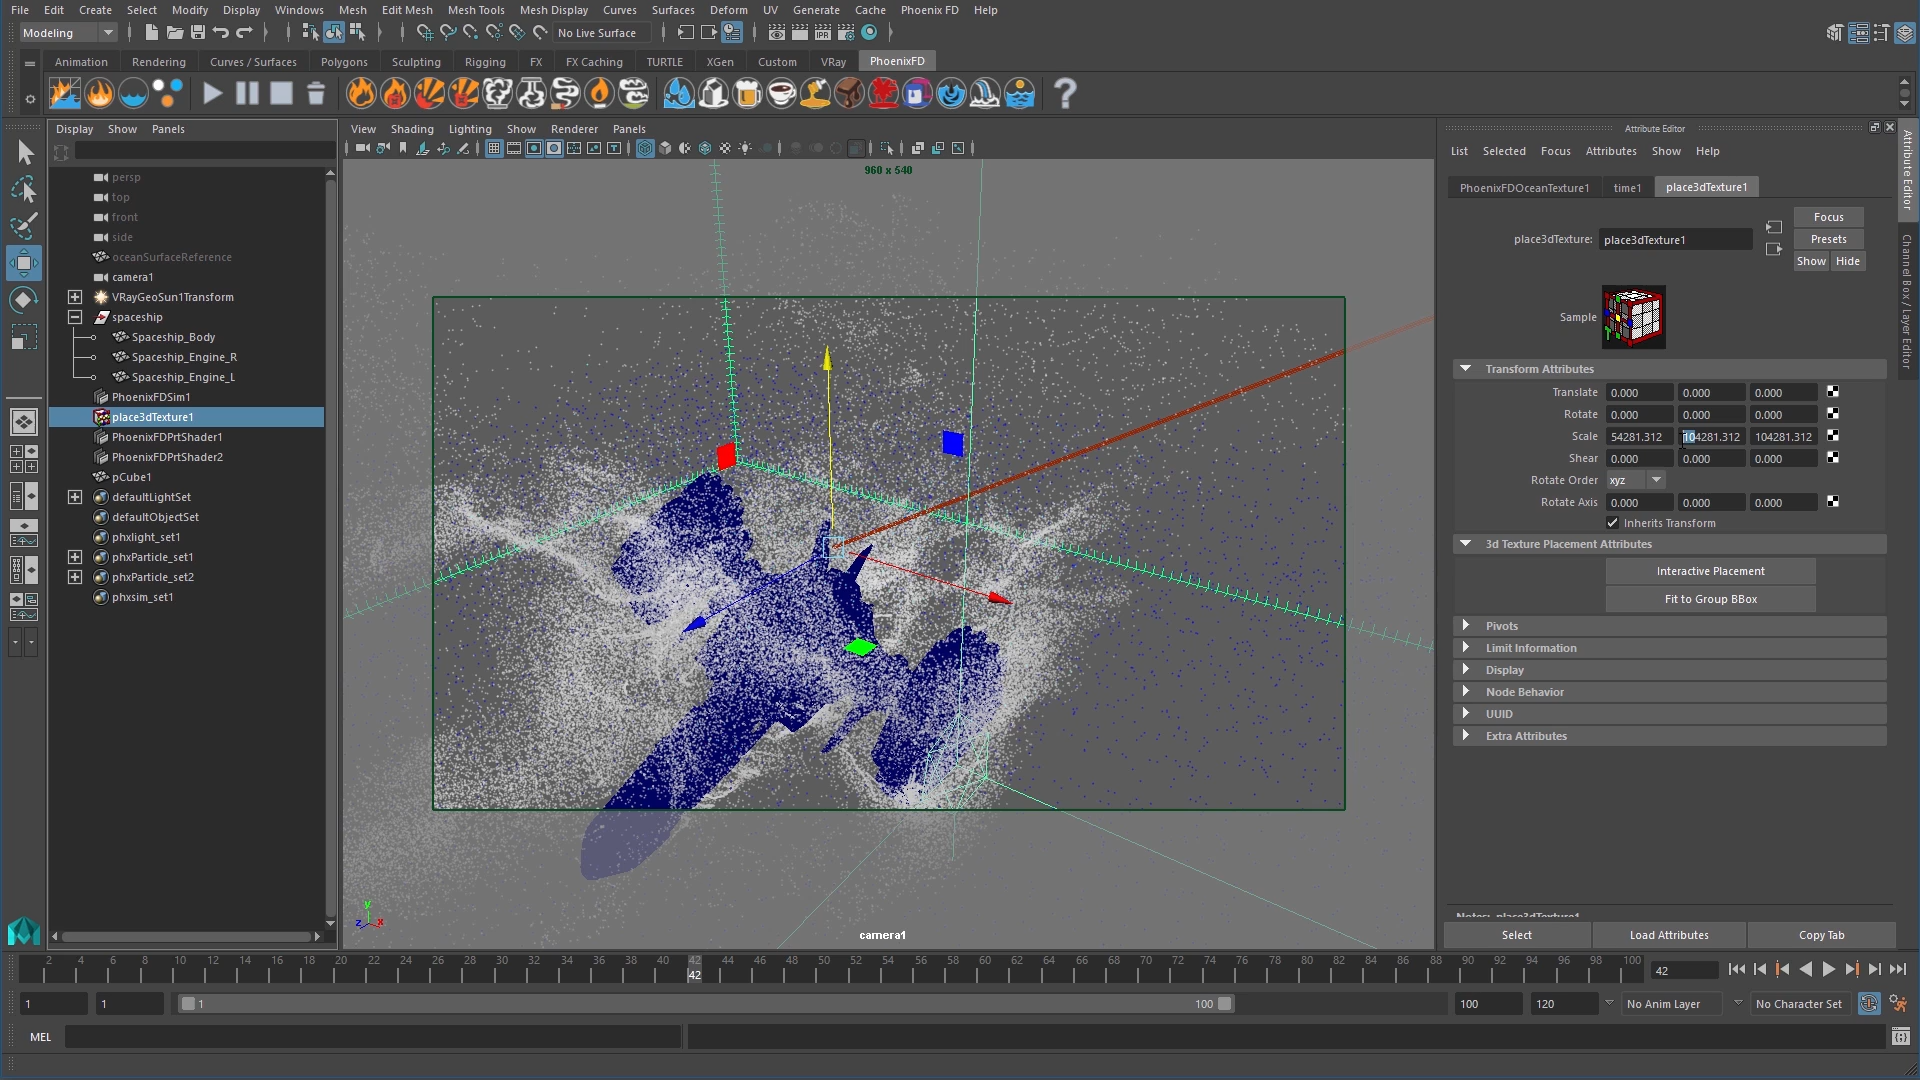 File Edit Create Select Modify Display Windows Mesh Edit Mesh Mesh Tools Mesh Display Curves Surfaces Deform UV Generate Cache Phoenix FD Help
Modeling No Live Surface
Animation Rendering Curves / Surfaces Polygons Sculpting Rigging FX FX Caching TURTLE XGen Custom VRay PhoenixFD
Display Show Panels
persp
top
front
side
oceanSurfaceReference
camera1
VRayGeoSun1Transform
spaceship
Spaceship_Body
Spaceship_Engine_R
Spaceship_Engine_L
PhoenixFDSim1
place3dTexture1
PhoenixFDPrtShader1
PhoenixFDPrtShader2
pCube1
defaultLightSet
defaultObjectSet
phxlight_set1
phxParticle_set1
phxParticle_set2
phxsim_set1
View Shading Lighting Show Renderer Panels
960 x 540
y
z x
camera1
Attribute Editor
List Selected Focus Attributes Show Help
PhoenixFDOceanTexture1 time1 place3dTexture1
place3dTexture: place3dTexture1
Focus
Presets
Show Hide
Sample
Transform Attributes
Translate 0.000 0.000 0.000
Rotate 0.000 0.000 0.000
Scale 54281.312 104281.312 104281.312
Shear 0.000 0.000 0.000
Rotate Order xyz
Rotate Axis 0.000 0.000 0.000
Inherits Transform
3d Texture Placement Attributes
Interactive Placement
Fit to Group BBox
Pivots
Limit Information
Display
Node Behavior
UUID
Extra Attributes
Notes: place3dTexture1
Select Load Attributes Copy Tab
Attribute Editor
Channel Box / Layer Editor
2 4 6 8 10 12 14 16 18 20 22 24 26 28 30 32 34 36 38 40 42 44 46 48 50 52 54 56 58 60 62 64 66 68 70 72 74 76 78 80 82 84 86 88 90 92 94 96 98 100
42 42
1 1 1 100 100 120 No Anim Layer No Character Set
MEL